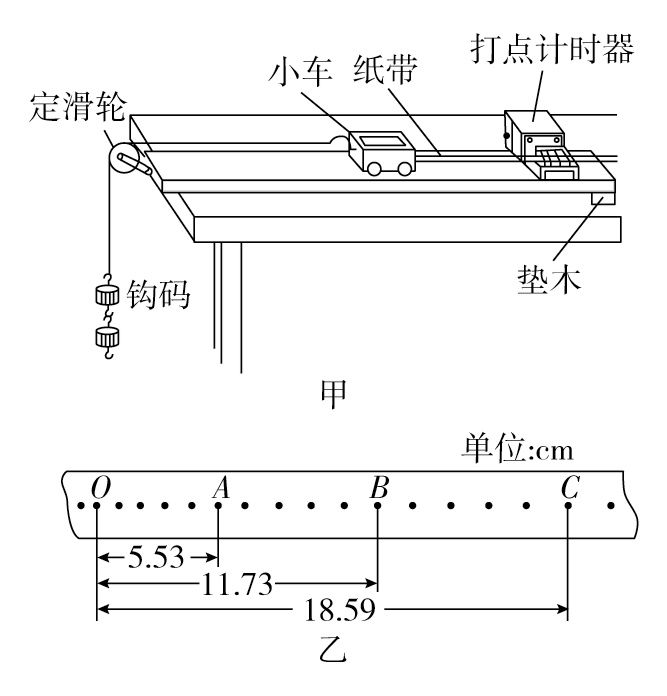 打点计时器
小车 纸带
定滑轮
垫木
钩码
甲
单位:cm
O A B C
5.53
11.73
18.59
乙